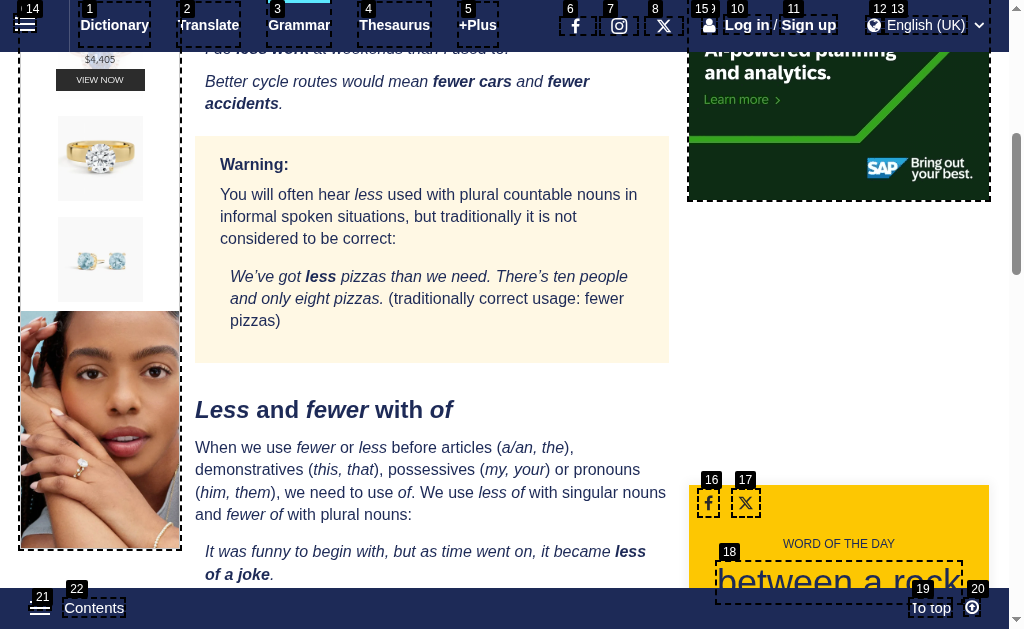 14 1 2 3 4 5 6 7 8 15 9 10 11 12 13
Dictionary Translate Grammar Thesaurus +Plus Log in / Sign up English (UK)
$4,405
VIEW NOW
Better cycle routes would mean fewer cars and fewer
accidents.
Warning:
You will often hear less used with plural countable nouns in
informal spoken situations, but traditionally it is not
considered to be correct:
We’ve got less pizzas than we need. There’s ten people
and only eight pizzas. (traditionally correct usage: fewer
pizzas)
Less and fewer with of
When we use fewer or less before articles (a/an, the),
demonstratives (this, that), possessives (my, your) or pronouns
(him, them), we need to use of. We use less of with singular nouns
and fewer of with plural nouns:
It was funny to begin with, but as time went on, it became less
of a joke.
AI-powered planning
and analytics.
Learn more
SAP
Bring out
your best.
16 17
WORD OF THE DAY
18
between a rock
21 22 19 20
Contents To top